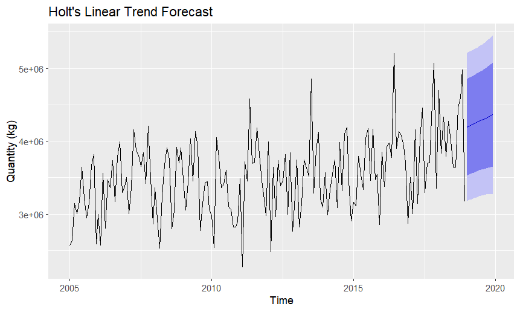 Holt's Linear Trend Forecast
Quantity (kg)
5e+06
4e+06
3e+06
2005
2010
2015
2020
Time